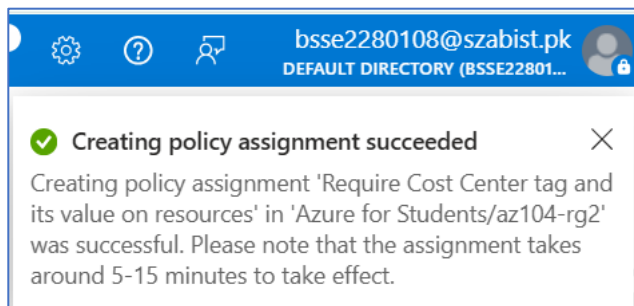 bsse2280108@szabist.pk
DEFAULT DIRECTORY (BSSE22801...
Creating policy assignment succeeded
Creating policy assignment 'Require Cost Center tag and
its value on resources' in 'Azure for Students/az104-rg2'
was successful. Please note that the assignment takes
around 5-15 minutes to take effect.